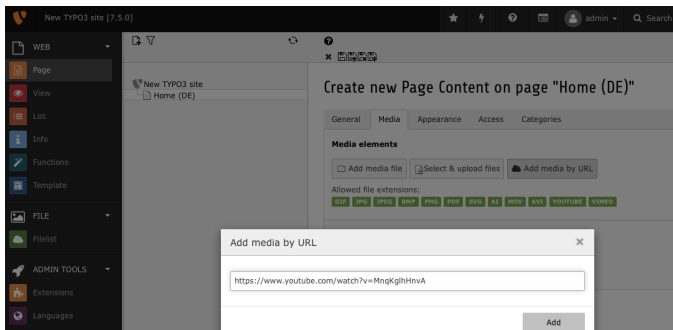 New TYPO3 site [7.5.0]
admin
Search
WEB
Page
View
List
Info
Functions
Template
FILE
Filelist
ADMIN TOOLS
Extensions
Languages
New TYPO3 site
Home (DE)
Create new Page Content on page "Home (DE)"
General Media Appearance Access Categories
Media elements
Add media file Select & upload files Add media by URL
Allowed file extensions:
GIF JPG JPEG BMP PNG PDF SVG AI MOV AVI YOUTUBE VIMEO
Add media by URL
https://www.youtube.com/watch?v=MnqKglhHnvA
Add